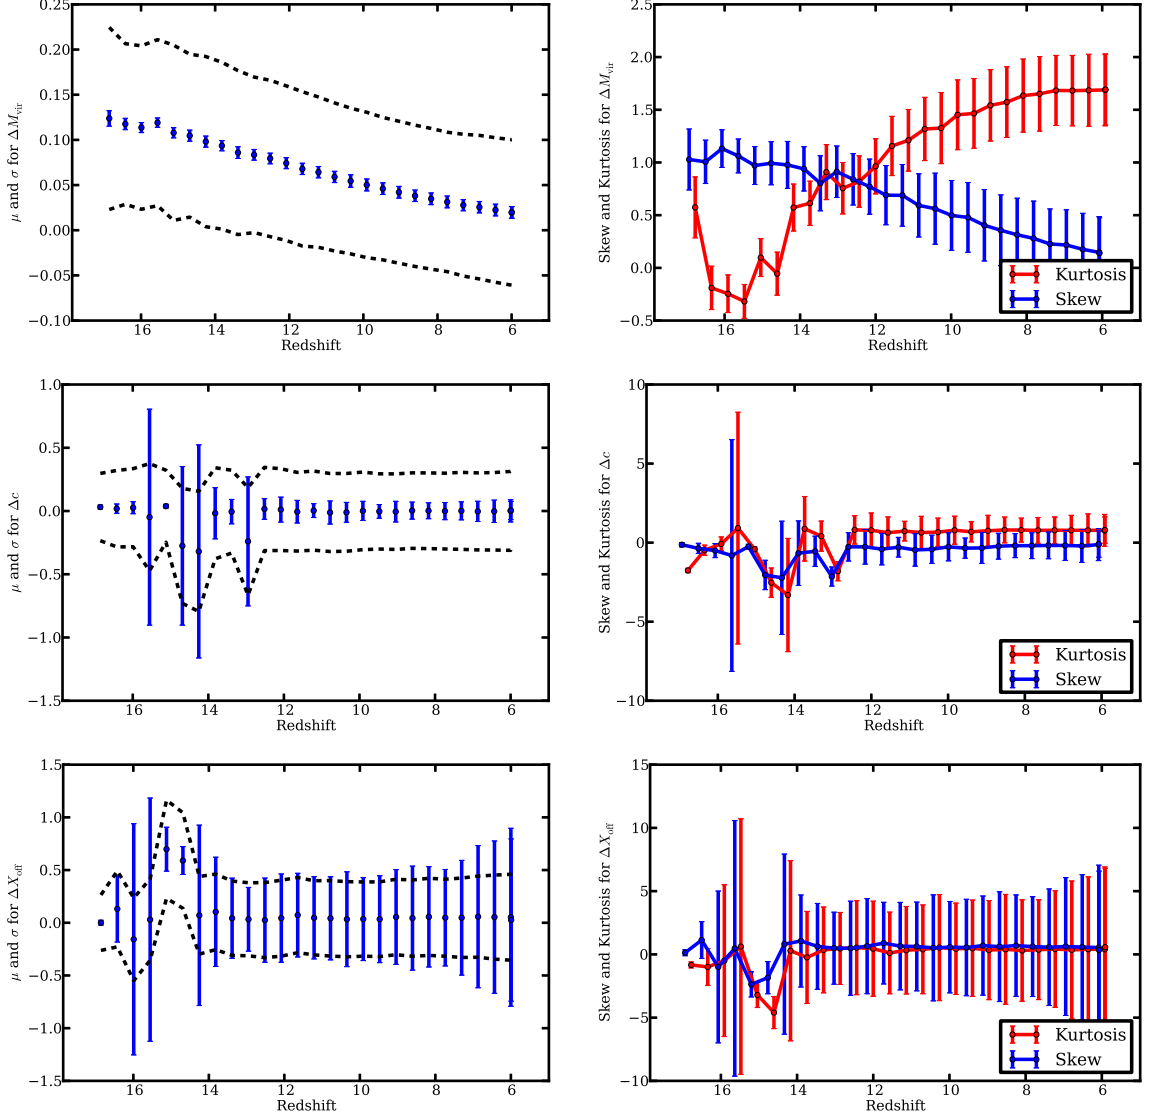 μ and σ for ΔM_vir
0.25
0.20
0.15
0.10
0.05
0.00
−0.05
−0.10
16 14 12 10 8 6
Redshift
Skew and Kurtosis for ΔM_vir
2.5
2.0
1.5
1.0
0.5
0.0
−0.5
16 14 12 10 8 6
Redshift
Kurtosis
Skew
μ and σ for Δc
1.0
0.5
0.0
−0.5
−1.0
−1.5
16 14 12 10 8 6
Redshift
Skew and Kurtosis for Δc
10
5
0
−5
−10
16 14 12 10 8 6
Redshift
Kurtosis
Skew
μ and σ for ΔX_off
1.5
1.0
0.5
0.0
−0.5
−1.0
−1.5
16 14 12 10 8 6
Redshift
Skew and Kurtosis for ΔX_off
15
10
5
0
−5
−10
16 14 12 10 8 6
Redshift
Kurtosis
Skew